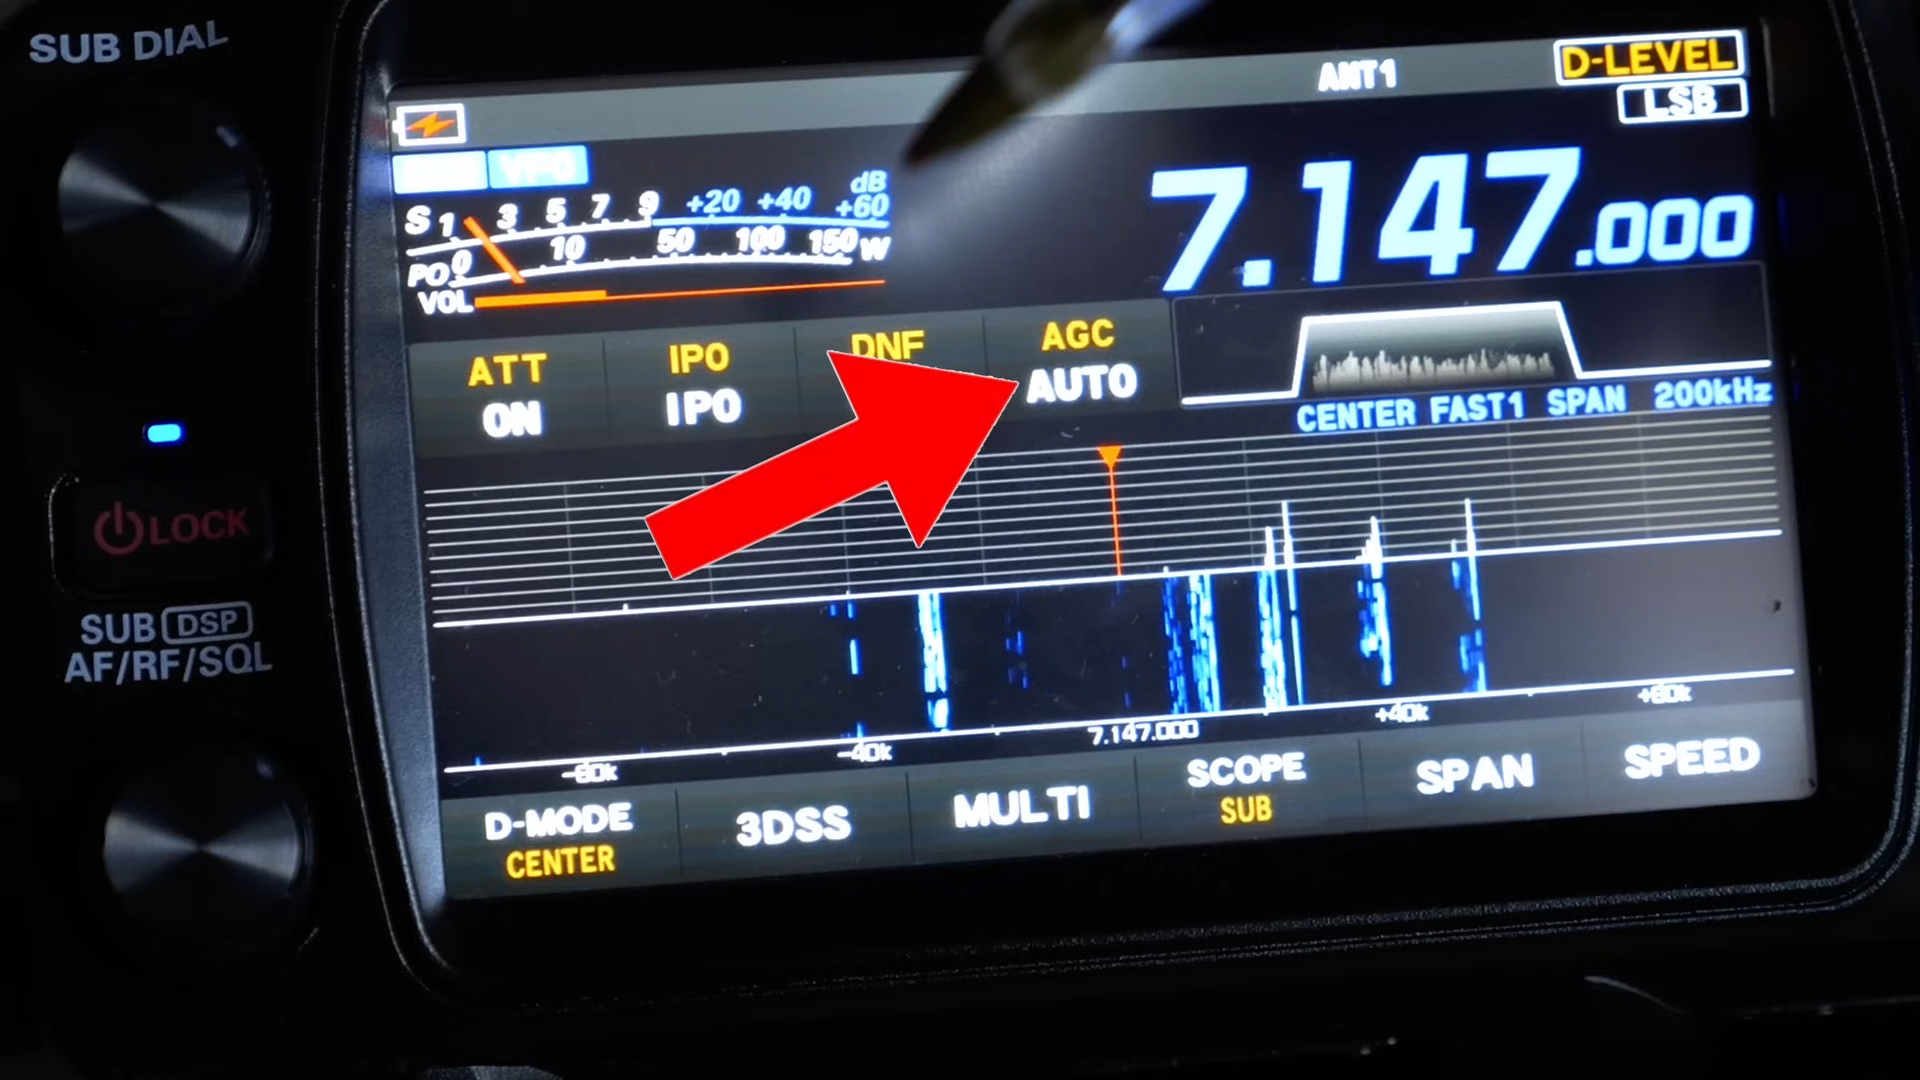 SUB DIAL
ANT1
D-LEVEL
LSB
VFO
7.147.000
S 1 3 5 7 9 +20 +40 +60 dB
PO 0 10 50 100 150 W
VOL
ATT
ON
IPO
IPO
DNF
AGC
AUTO
CENTER FAST1 SPAN 200kHz
LOCK
SUB DSP
AF/RF/SQL
-80k
-40k
7.147.000
+40k
+80k
D-MODE
CENTER
3DSS
MULTI
SCOPE
SUB
SPAN
SPEED